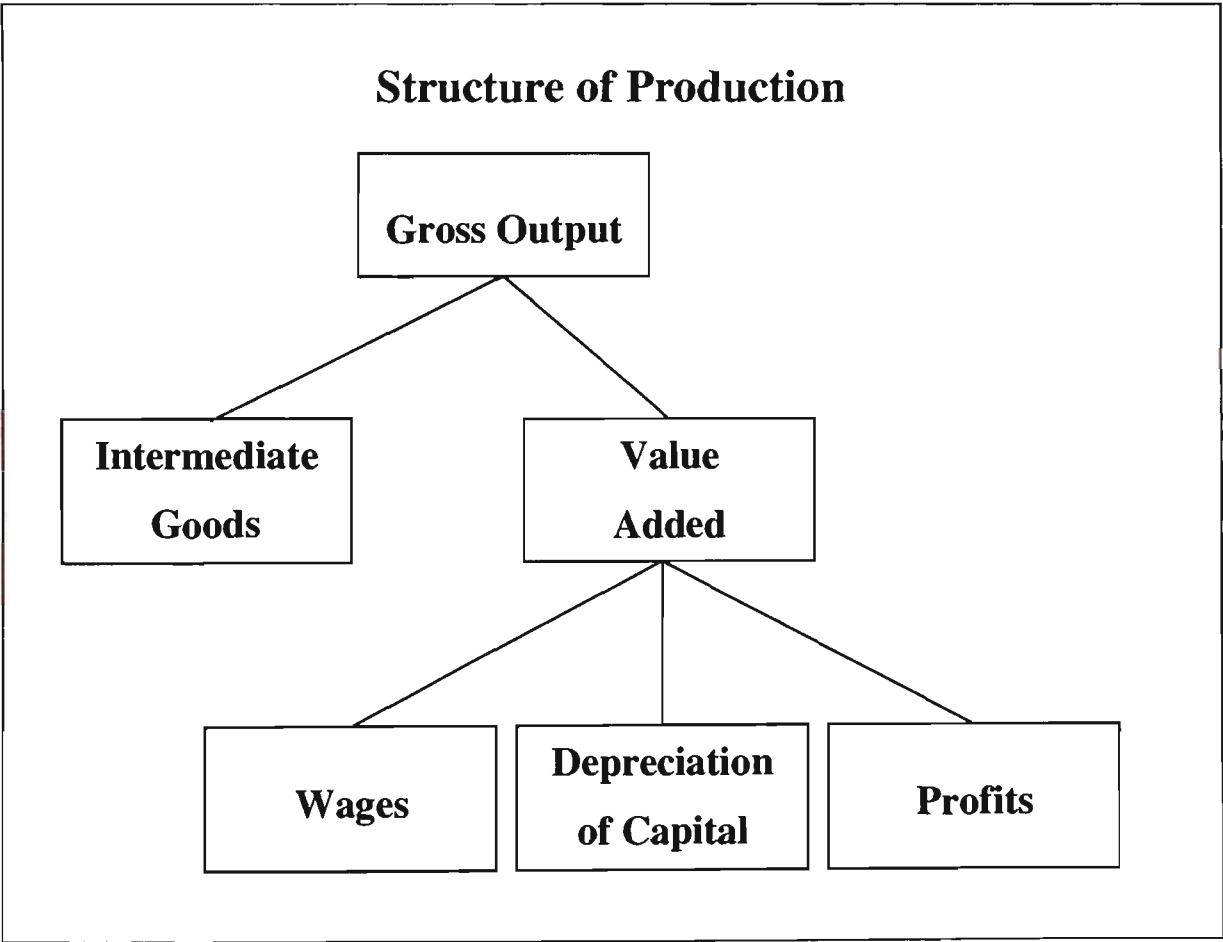 Structure of Production
Gross Output
Intermediate
Goods
Value
Added
Wages
Depreciation
of Capital
Profits